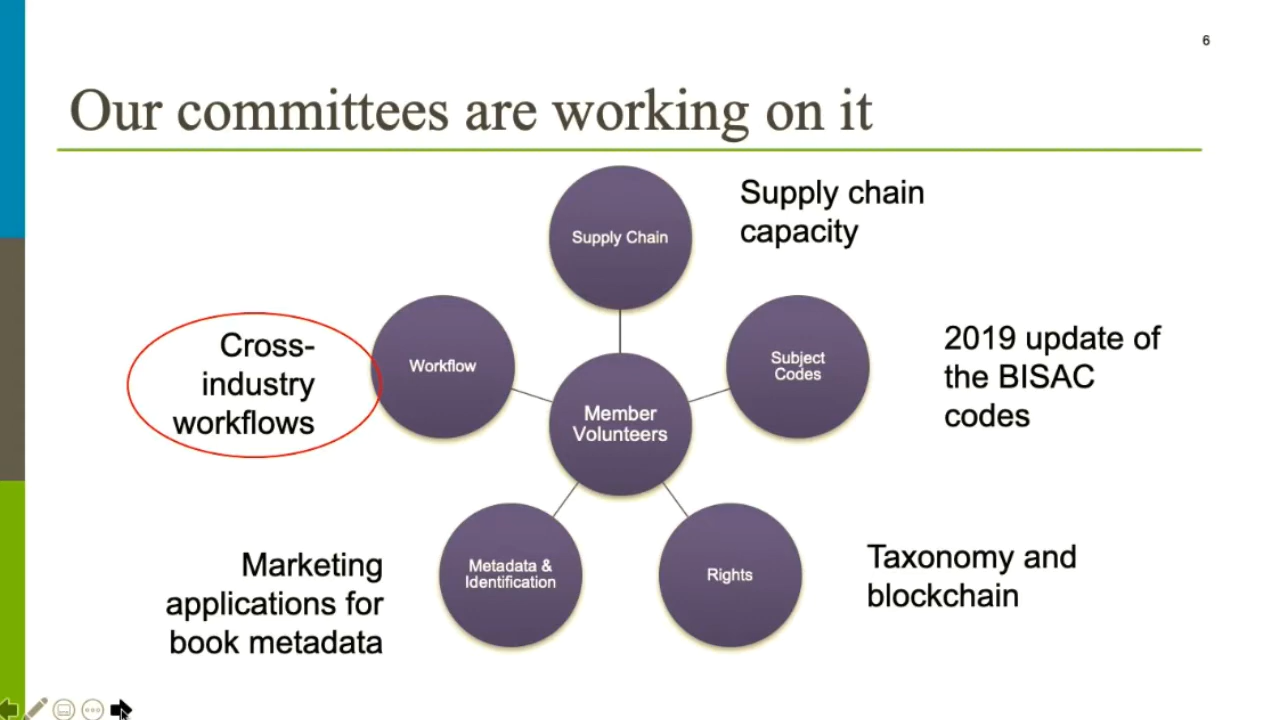 6
Our committees are working on it
Supply Chain
Supply chain
capacity
Workflow
Cross-
industry
workflows
Subject
Codes
2019 update of
the BISAC
codes
Member
Volunteers
Metadata &
Identification
Marketing
applications for
book metadata
Rights
Taxonomy and
blockchain